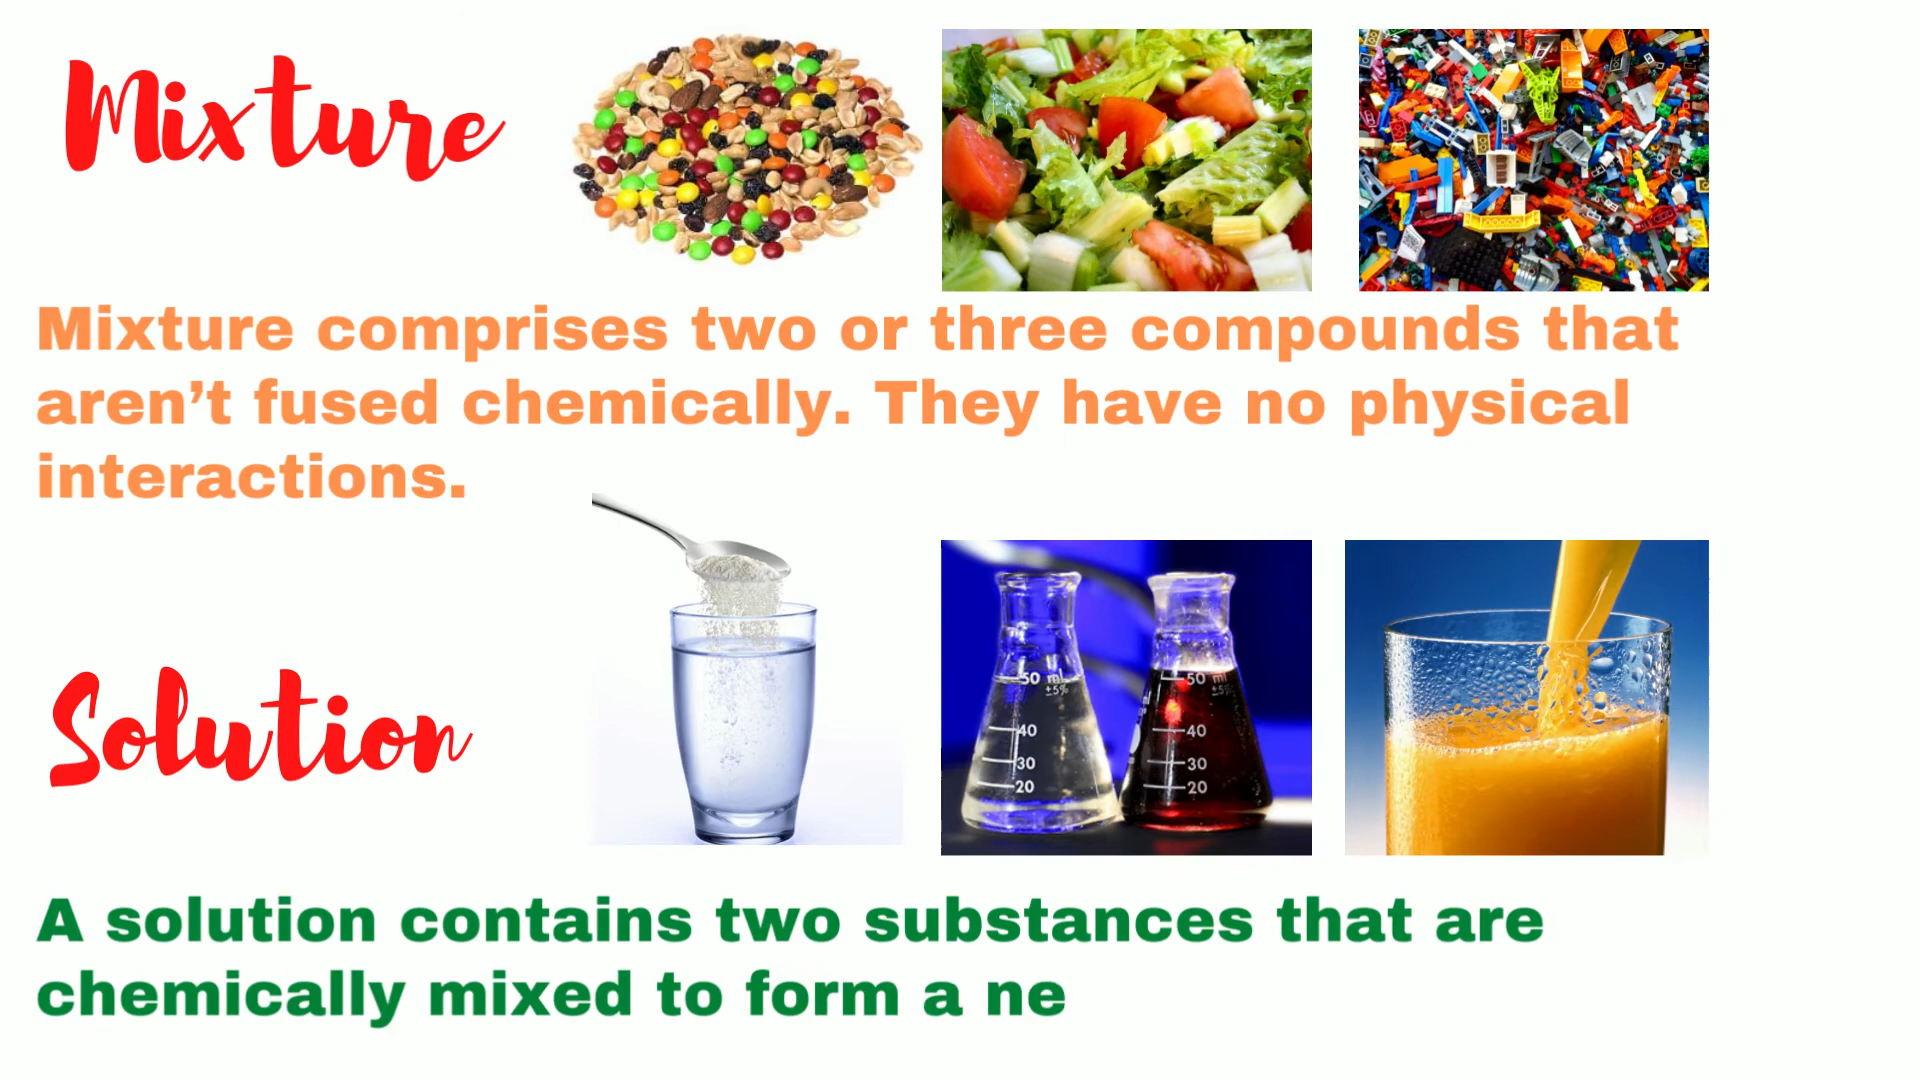 Mixture
Mixture comprises two or three compounds that
aren’t fused chemically. They have no physical
interactions.
Solution
50 ml
±5%
40
30
20
50 ml
±5%
40
30
20
A solution contains two substances that are
chemically mixed to form a ne